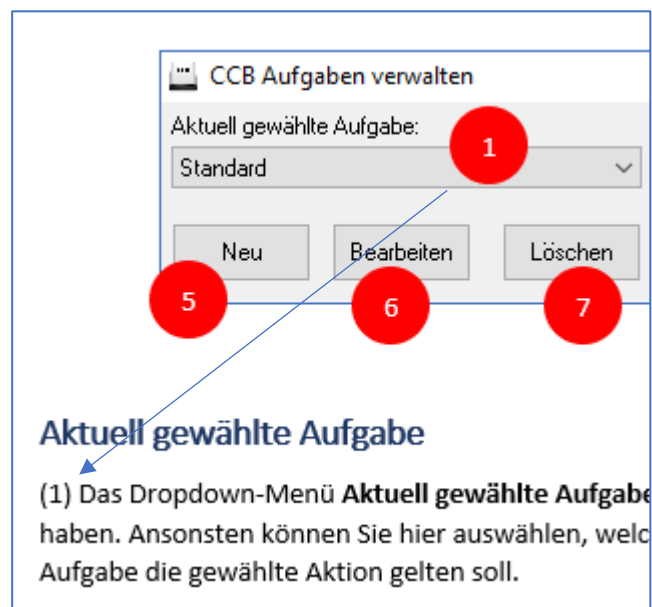 CCB Aufgaben verwalten
Aktuell gewählte Aufgabe:
1
Standard
Neu Bearbeiten Löschen
5 6 7
Aktuell gewählte Aufgabe
(1) Das Dropdown-Menü Aktuell gewählte Aufgabe
haben. Ansonsten können Sie hier auswählen, welc
Aufgabe die gewählte Aktion gelten soll.